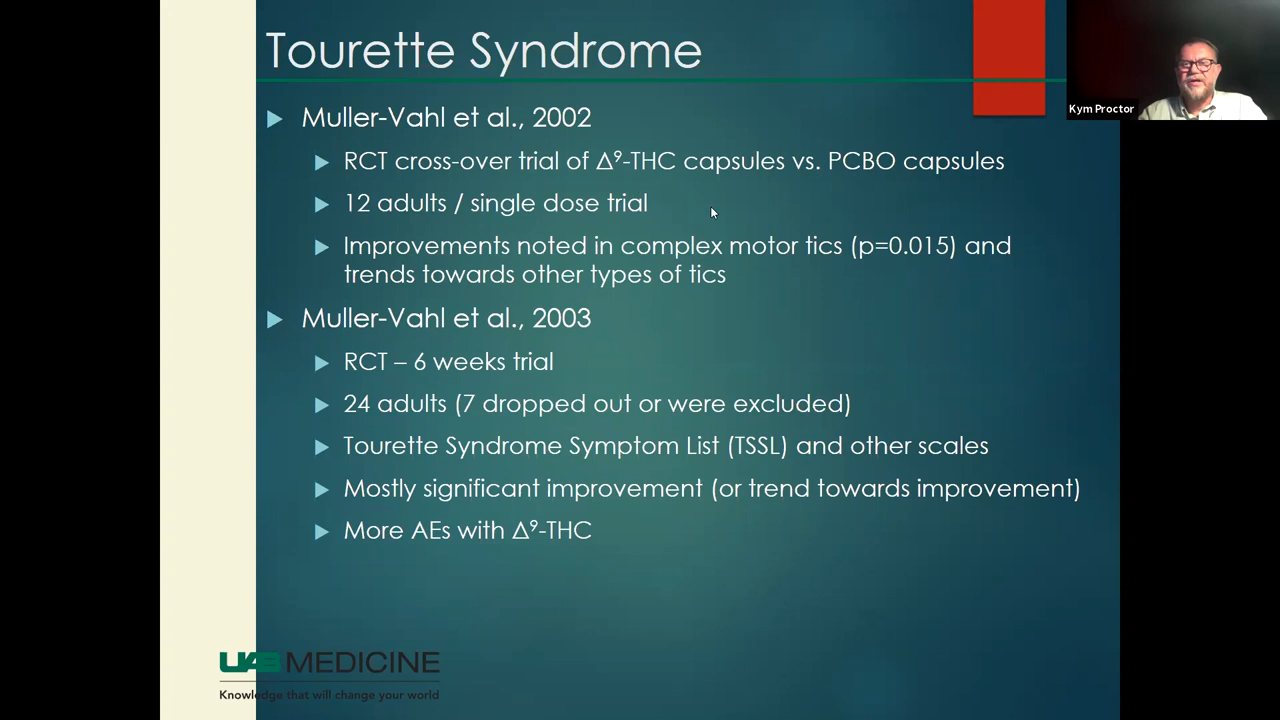 Tourette Syndrome
Kym Proctor
Muller-Vahl et al., 2002
RCT cross-over trial of Δ⁹-THC capsules vs. PCBO capsules
12 adults / single dose trial
Improvements noted in complex motor tics (p=0.015) and
trends towards other types of tics
Muller-Vahl et al., 2003
RCT – 6 weeks trial
24 adults (7 dropped out or were excluded)
Tourette Syndrome Symptom List (TSSL) and other scales
Mostly significant improvement (or trend towards improvement)
More AEs with Δ⁹-THC
UAB MEDICINE
Knowledge that will change your world